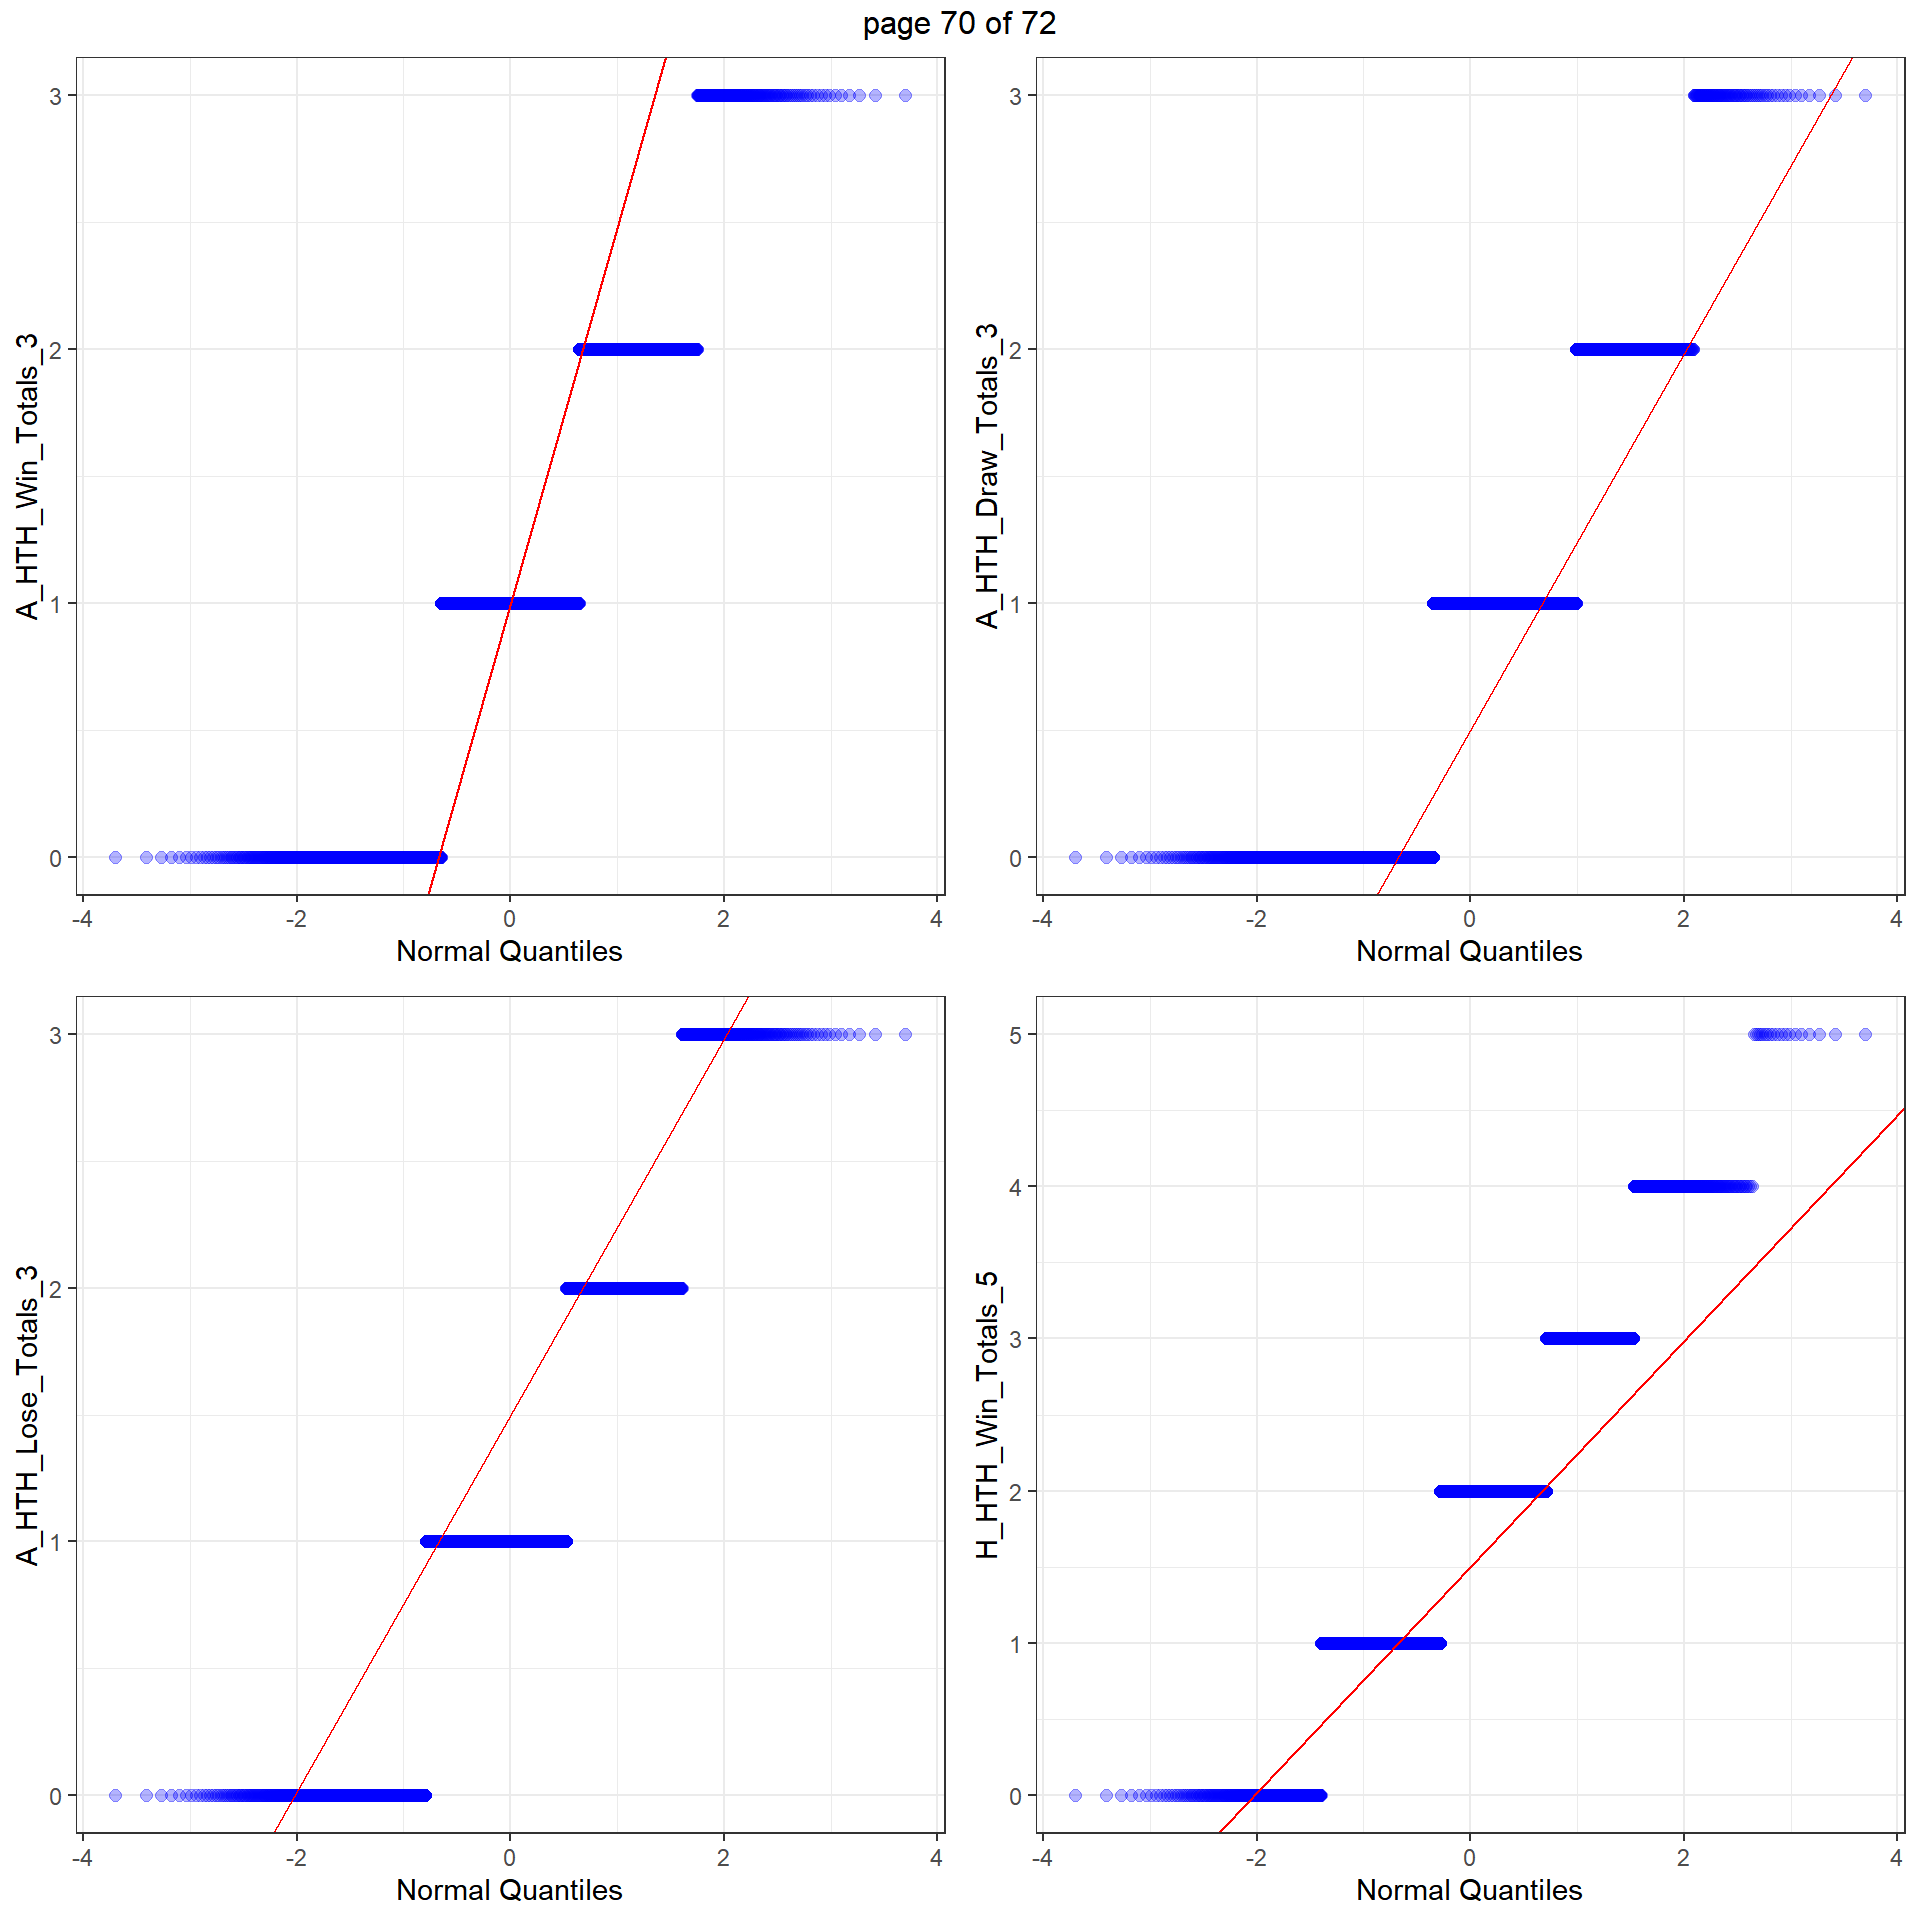 page 70 of 72
A_HTH_Win_Totals_3
3
2
1
0
-4 -2 0 2 4
Normal Quantiles
A_HTH_Draw_Totals_3
3
2
1
0
-4 -2 0 2 4
Normal Quantiles
A_HTH_Lose_Totals_3
3
2
1
0
-4 -2 0 2 4
Normal Quantiles
H_HTH_Win_Totals_5
5
4
3
2
1
0
-4 -2 0 2 4
Normal Quantiles